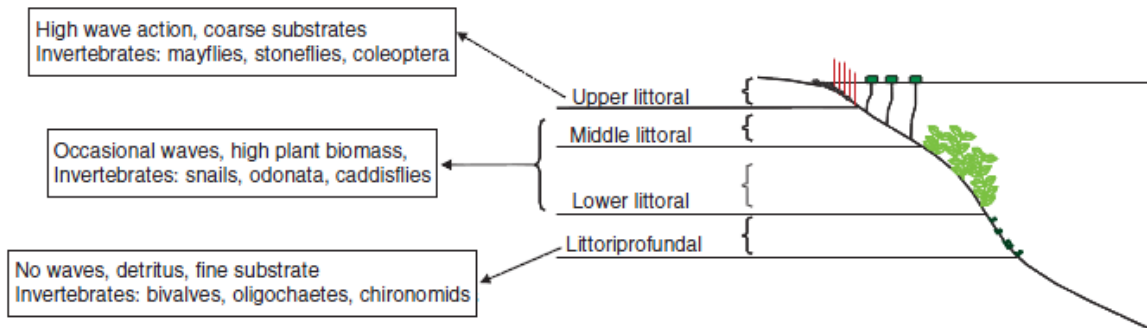 High wave action, coarse substrates
Invertebrates: mayflies, stoneflies, coleoptera
Upper littoral
Middle littoral
Occasional waves, high plant biomass,
Invertebrates: snails, odonata, caddisflies
Lower littoral
Littoriprofundal
No waves, detritus, fine substrate
Invertebrates: bivalves, oligochaetes, chironomids